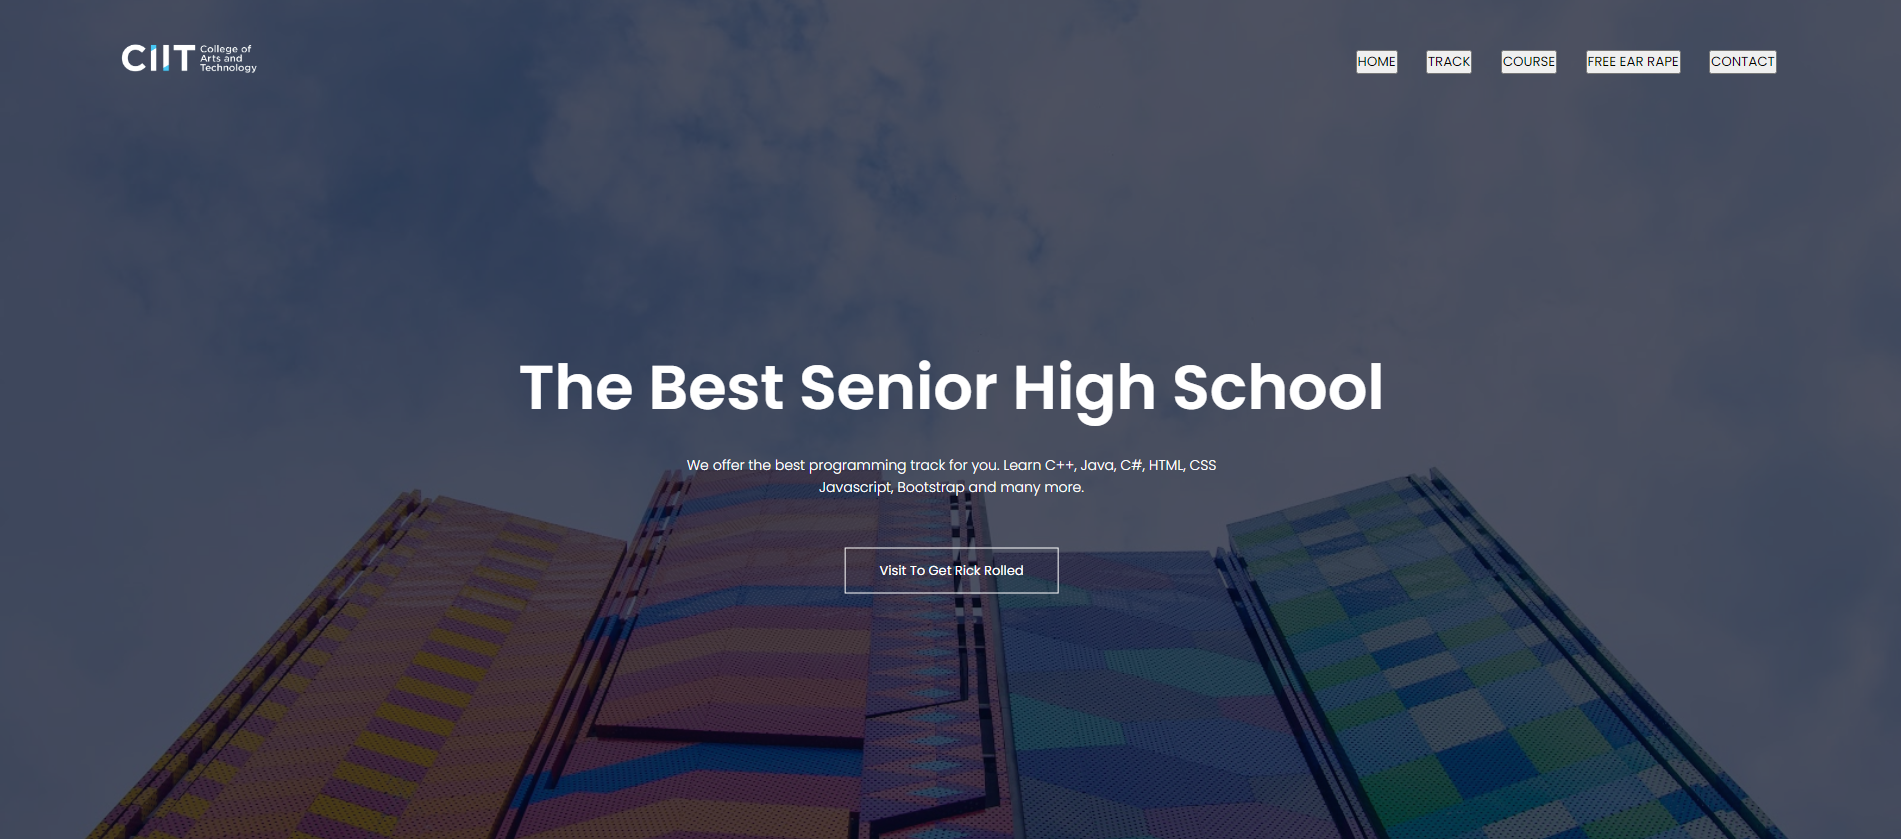 CIIT
College of
Arts and
Technology
HOME
TRACK
COURSE
FREE EAR RAPE
CONTACT
The Best Senior High School
We offer the best programming track for you. Learn C++, Java, C#, HTML, CSS
Javascript, Bootstrap and many more.
Visit To Get Rick Rolled